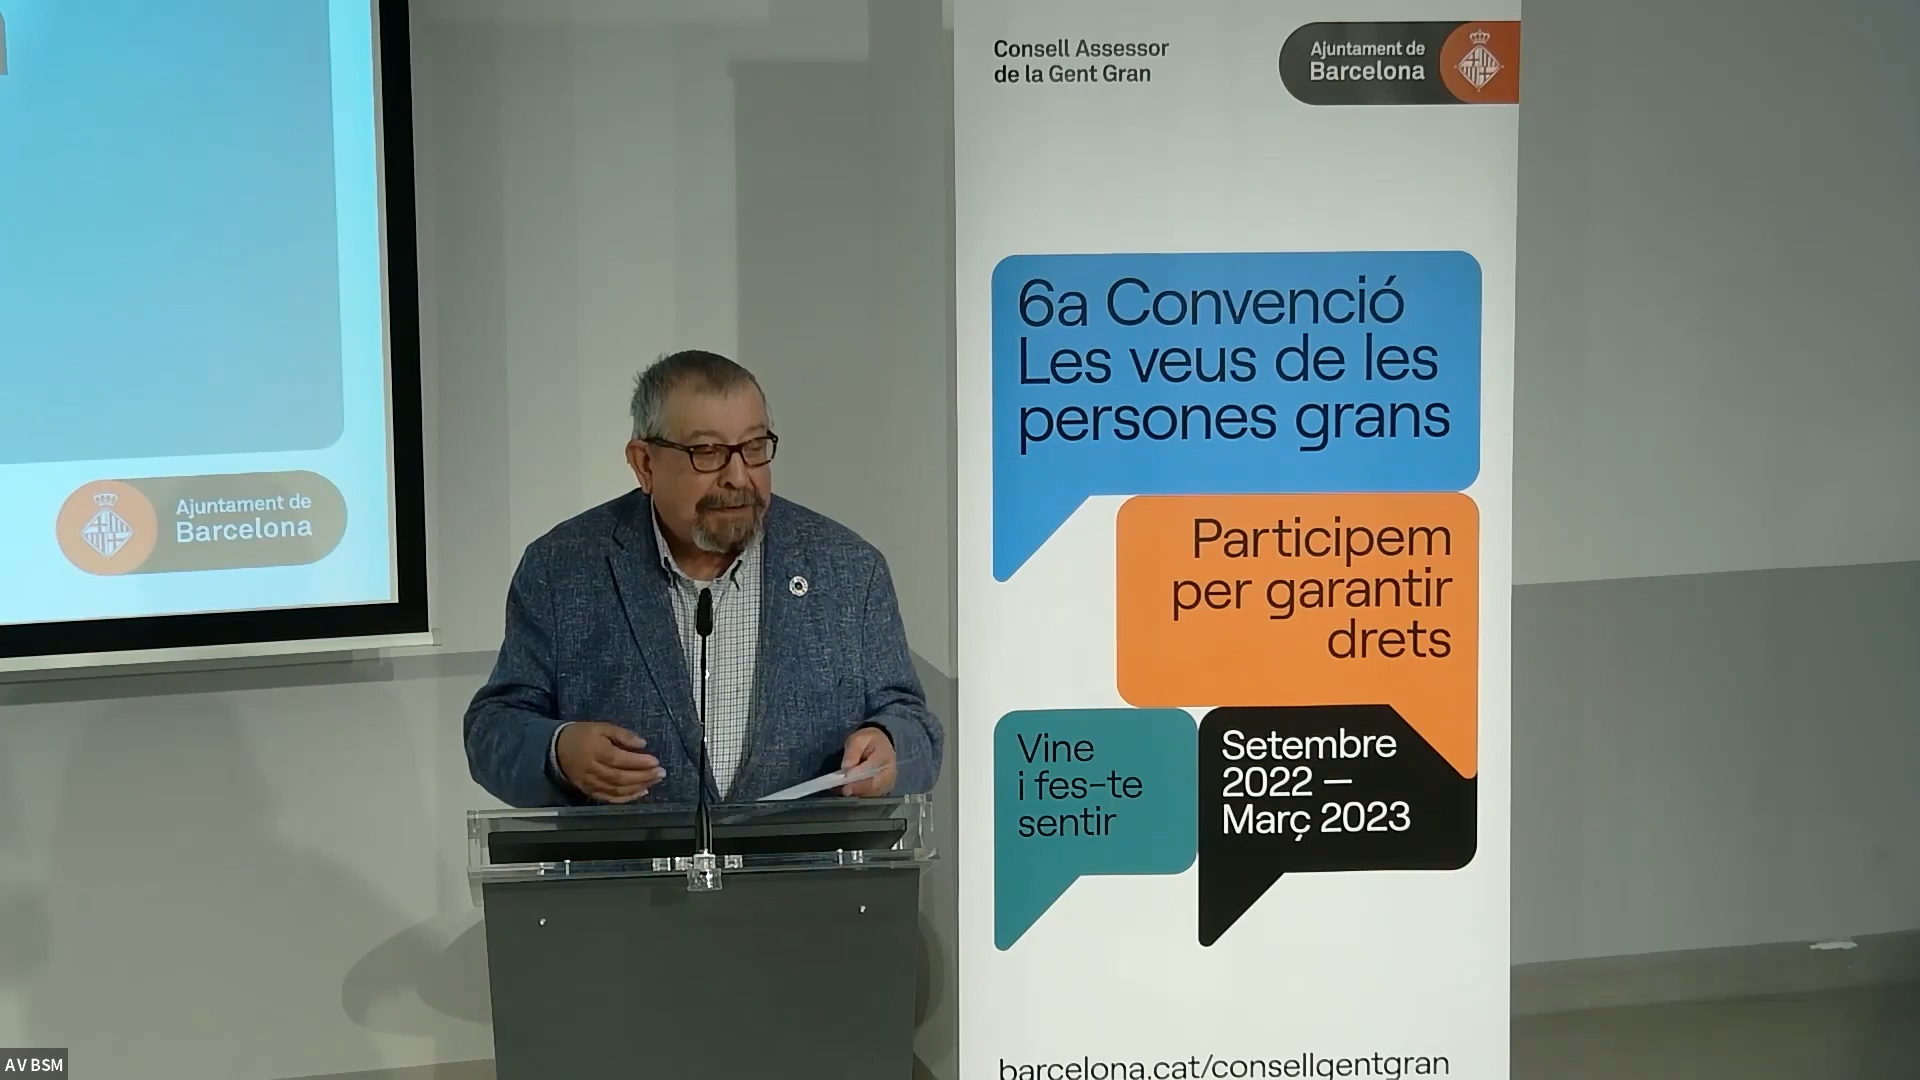 Consell Assessor
de la Gent Gran
Ajuntament de
Barcelona
6a Convenció
Les veus de les
persones grans
Participem
per garantir
drets
Vine
i fes-te
sentir
Setembre
2022 —
Març 2023
barcelona.cat/consellgentgran
Ajuntament de
Barcelona
AV BSM